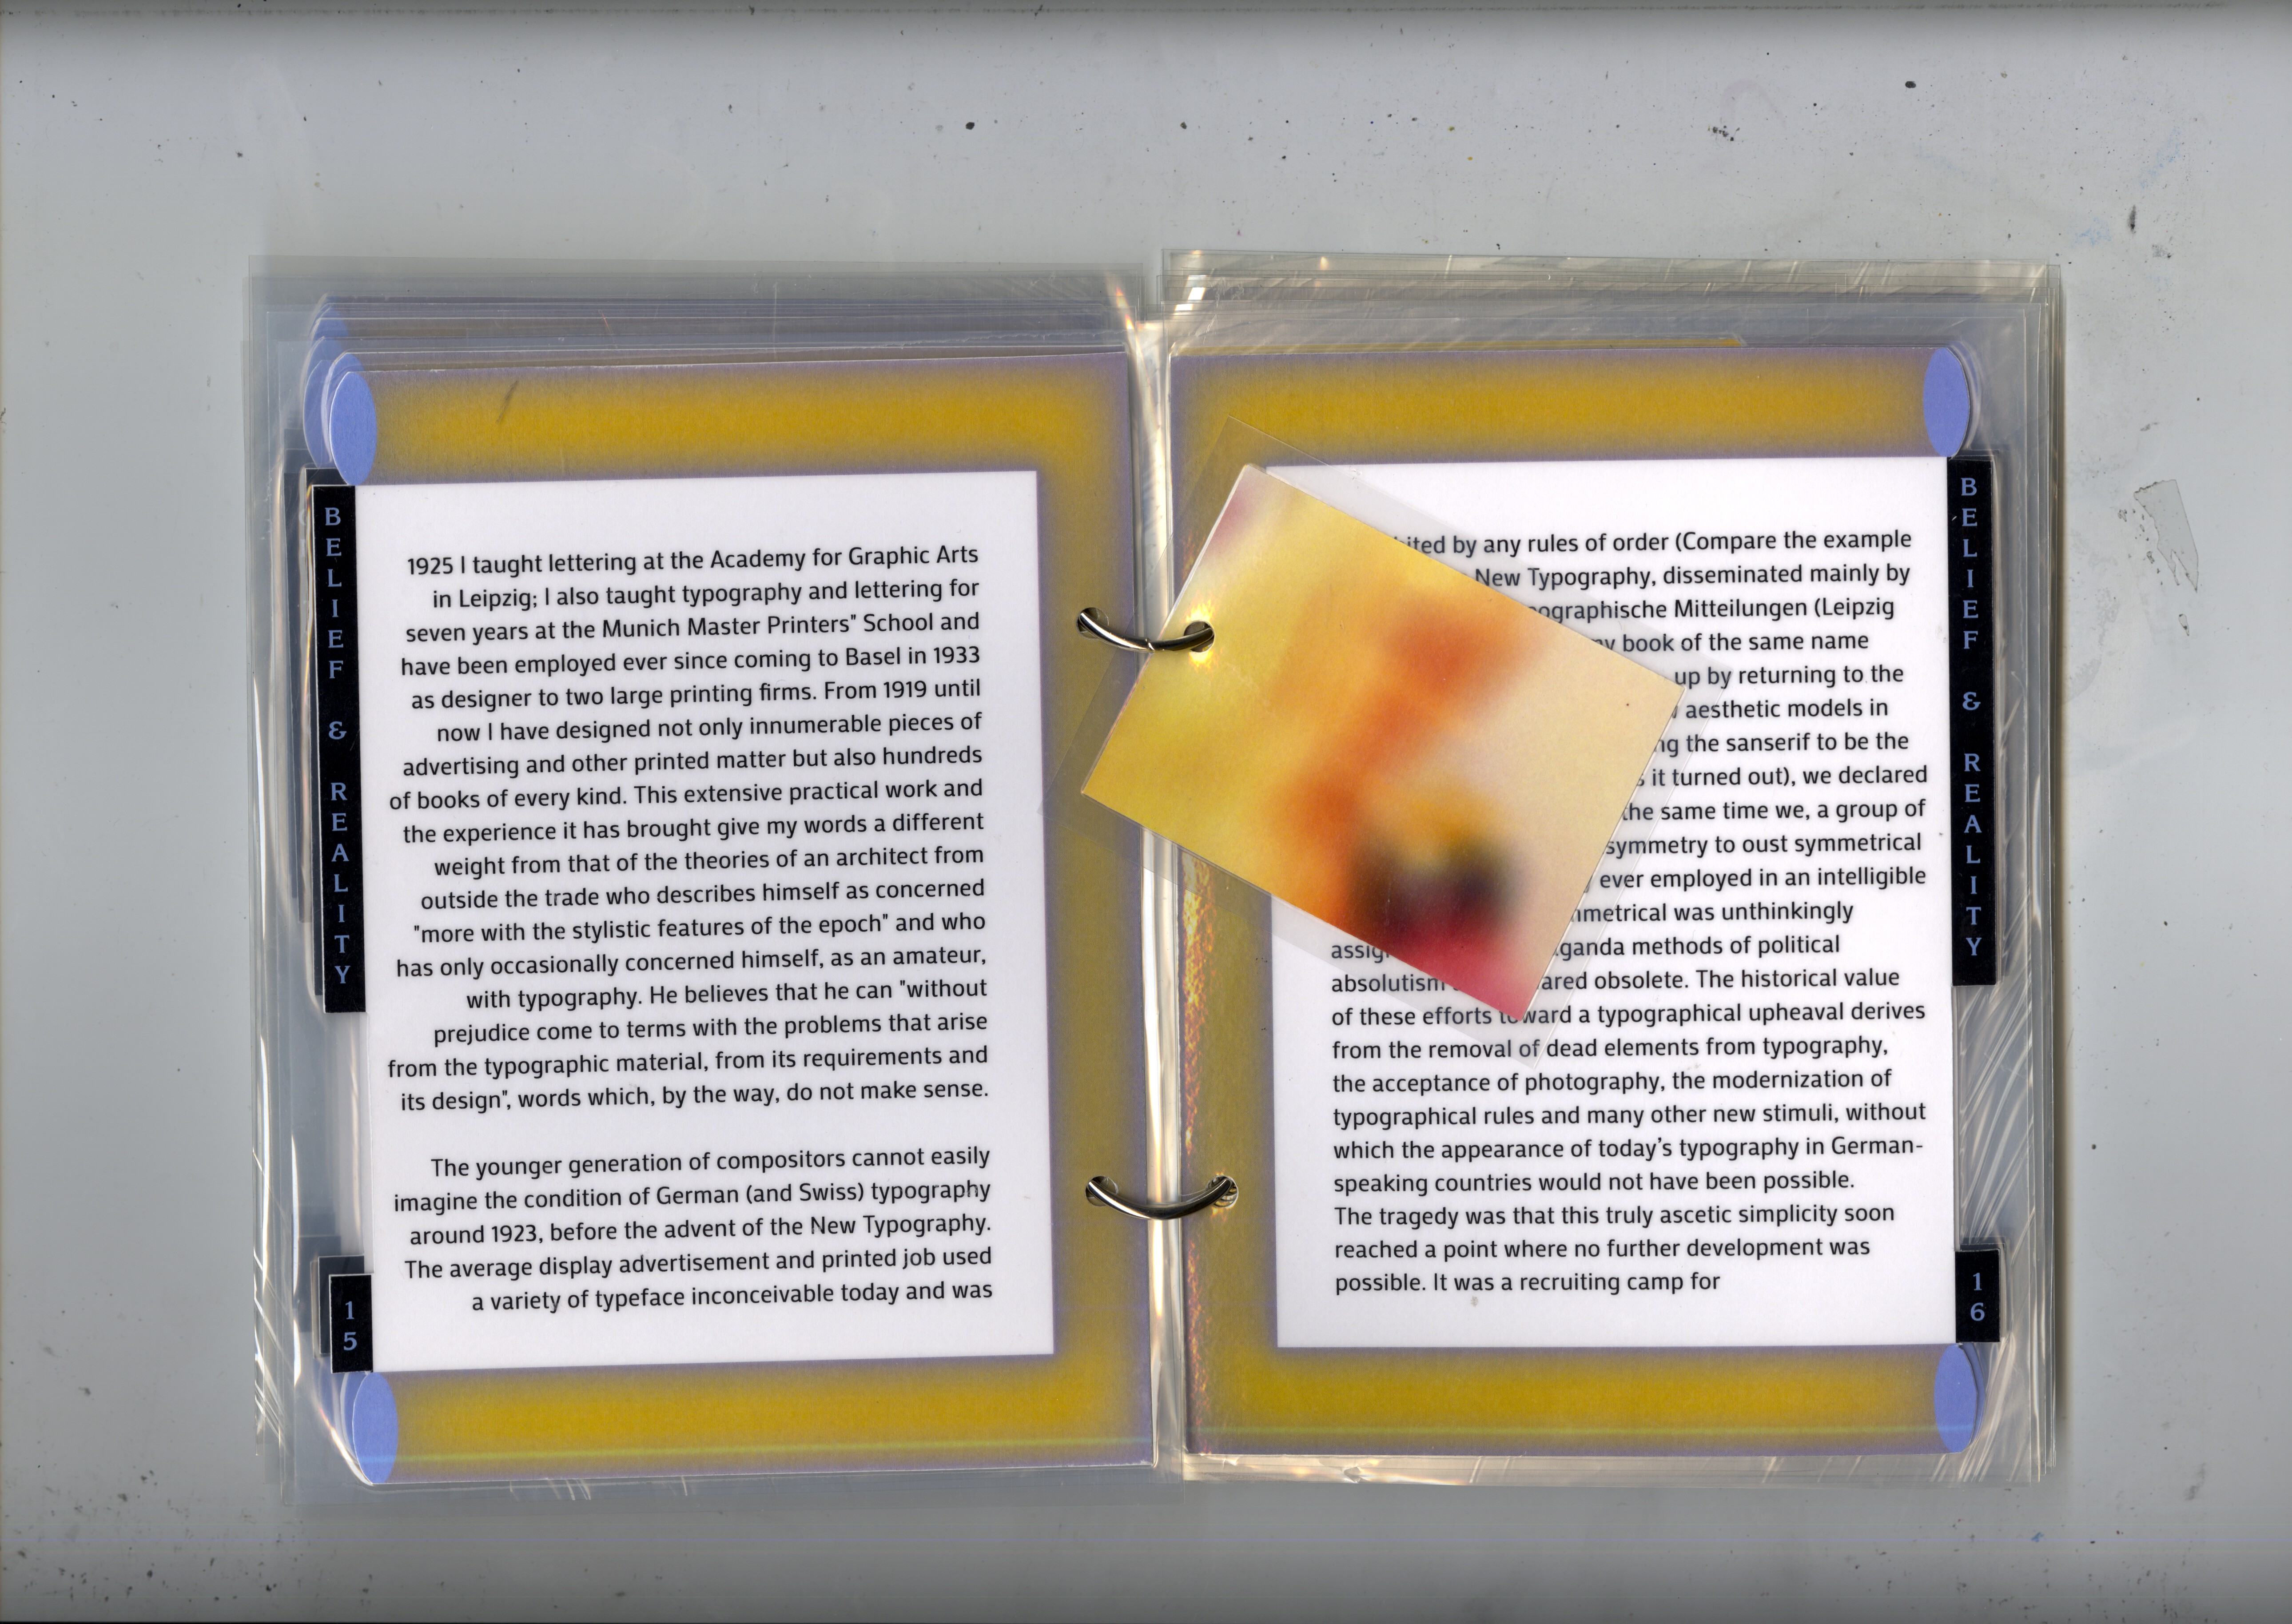 BELIEF & REALITY
1925 I taught lettering at the Academy for Graphic Arts
in Leipzig; I also taught typography and lettering for
seven years at the Munich Master Printers" School and
have been employed ever since coming to Basel in 1933
as designer to two large printing firms. From 1919 until
now I have designed not only innumerable pieces of
advertising and other printed matter but also hundreds
of books of every kind. This extensive practical work and
the experience it has brought give my words a different
weight from that of the theories of an architect from
outside the trade who describes himself as concerned
"more with the stylistic features of the epoch" and who
has only occasionally concerned himself, as an amateur,
with typography. He believes that he can "without
prejudice come to terms with the problems that arise
from the typographic material, from its requirements and
its design", words which, by the way, do not make sense.
The younger generation of compositors cannot easily
imagine the condition of German (and Swiss) typography
around 1923, before the advent of the New Typography.
The average display advertisement and printed job used
a variety of typeface inconceivable today and was
15
by any rules of order (Compare the example
New Typography, disseminated mainly by
Mitteilungen (Leipzig
book of the same name
up by returning to the
aesthetic models in
the sanserif to be the
it turned out), we declared
the same time we, a group of
symmetry to oust symmetrical
ever employed in an intelligible
was unthinkingly
methods of political
absolutism obsolete. The historical value
of these efforts toward a typographical upheaval derives
from the removal of dead elements from typography,
the acceptance of photography, the modernization of
typographical rules and many other new stimuli, without
which the appearance of today's typography in German-
speaking countries would not have been possible.
The tragedy was that this truly ascetic simplicity soon
reached a point where no further development was
possible. It was a recruiting camp for
BELIEF & REALITY
16